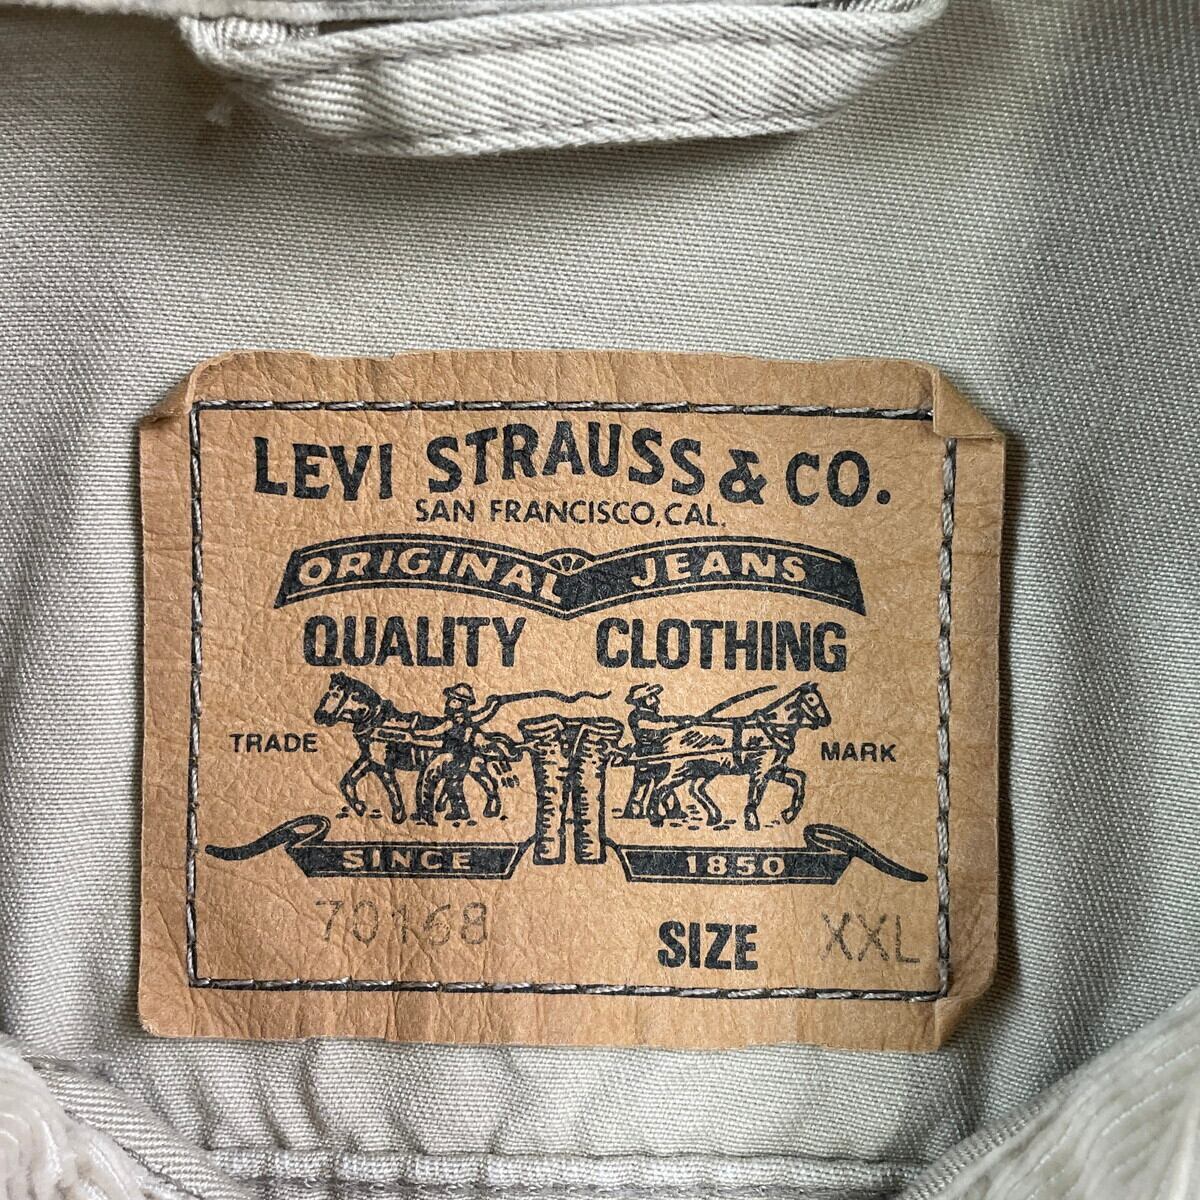 LEVI STRAUSS & CO.
SAN FRANCISCO, CAL.
ORIGINAL JEANS
QUALITY CLOTHING
TRADE MARK
SINCE 1850
70168 SIZE XXL